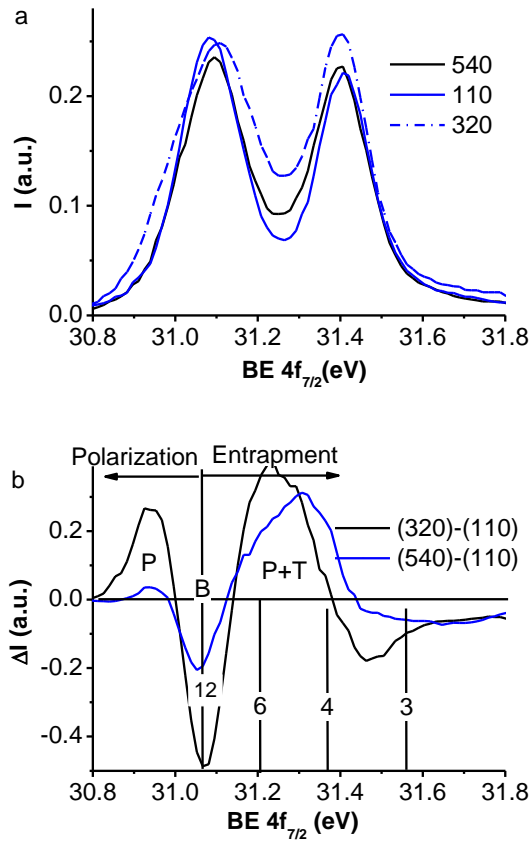 a
I (a.u.)
0.2
0.1
0.0
540
110
320
30.8 31.0 31.2 31.4 31.6 31.8
BE 4f7/2(eV)
b
Polarization Entrapment
ΔI (a.u.)
0.2
0.0
-0.2
-0.4
(320)-(110)
(540)-(110)
P B P+T
12 6 4 3
30.8 31.0 31.2 31.4 31.6 31.8
BE 4f7/2(eV)